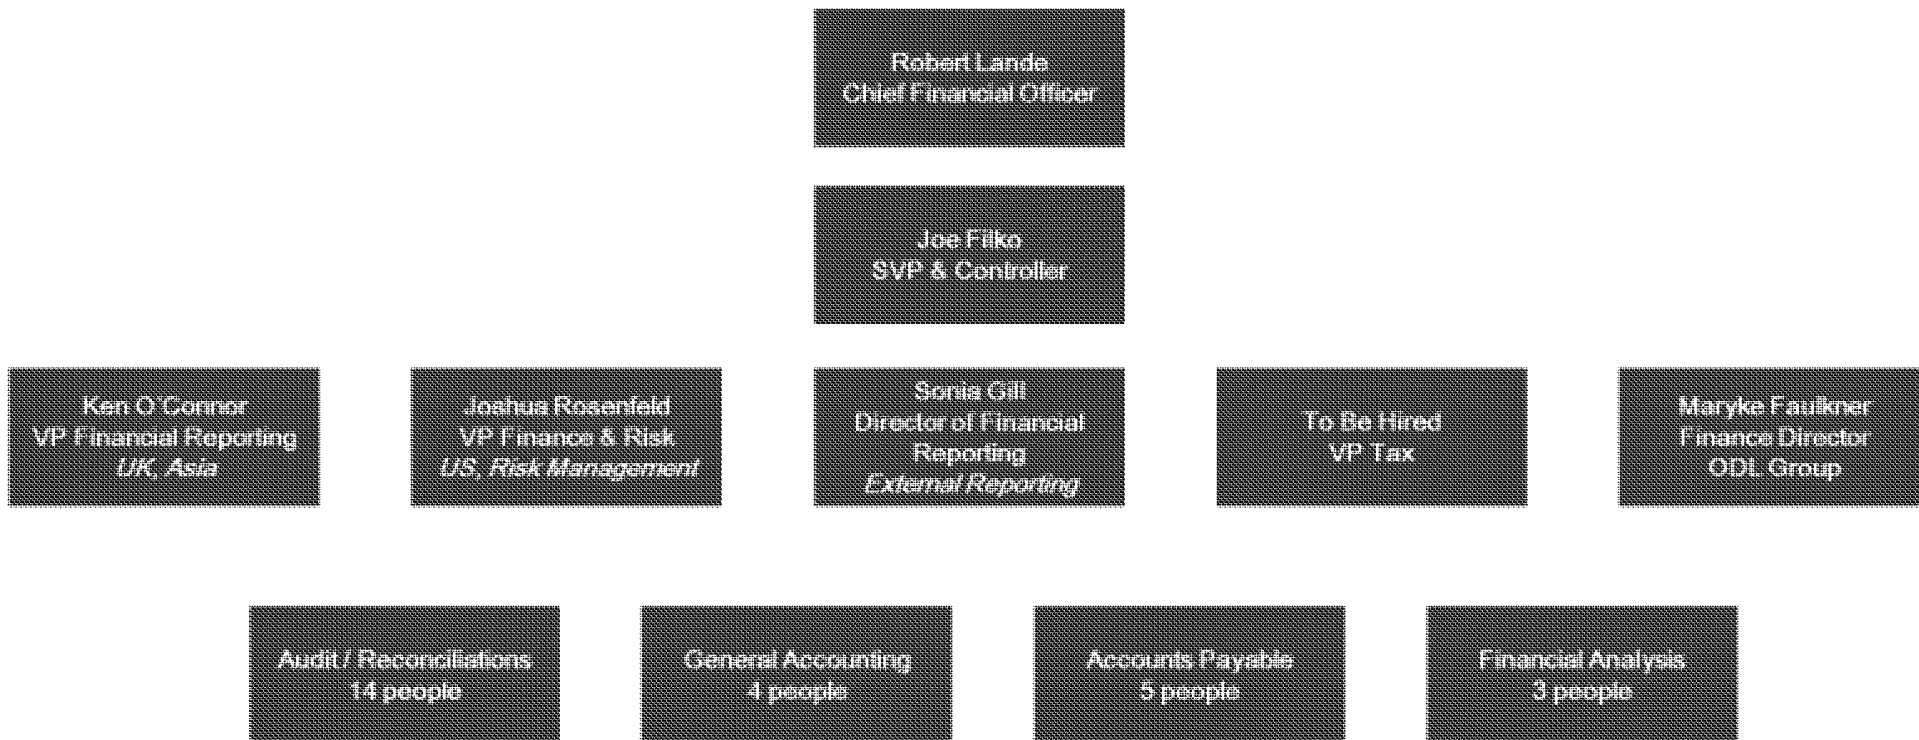 Robert Lande
Chief Financial Officer
Joe Filko
SVP & Controller
Ken O'Connor
VP Financial Reporting
UK, Asia
Joshua Rosenfeld
VP Finance & Risk
US, Risk Management
Sonia Gill
Director of Financial
Reporting
External Reporting
To Be Hired
VP Tax
Maryke Faulkner
Finance Director
ODL Group
Audit / Reconciliations
14 people
General Accounting
4 people
Accounts Payable
5 people
Financial Analysis
3 people